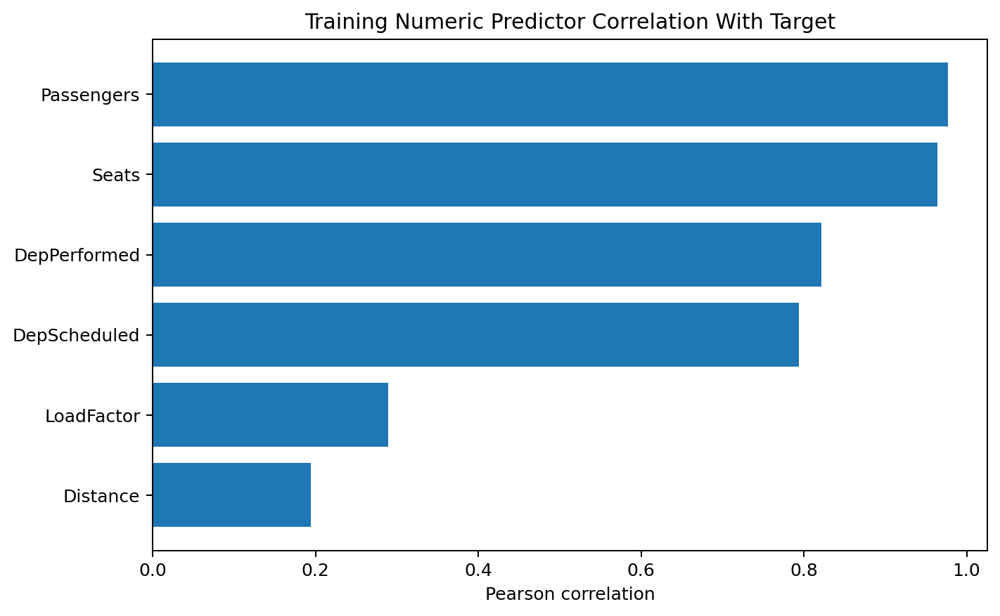 Training Numeric Predictor Correlation With Target
Passengers
Seats
DepPerformed
DepScheduled
LoadFactor
Distance
0.0 0.2 0.4 0.6 0.8 1.0
Pearson correlation